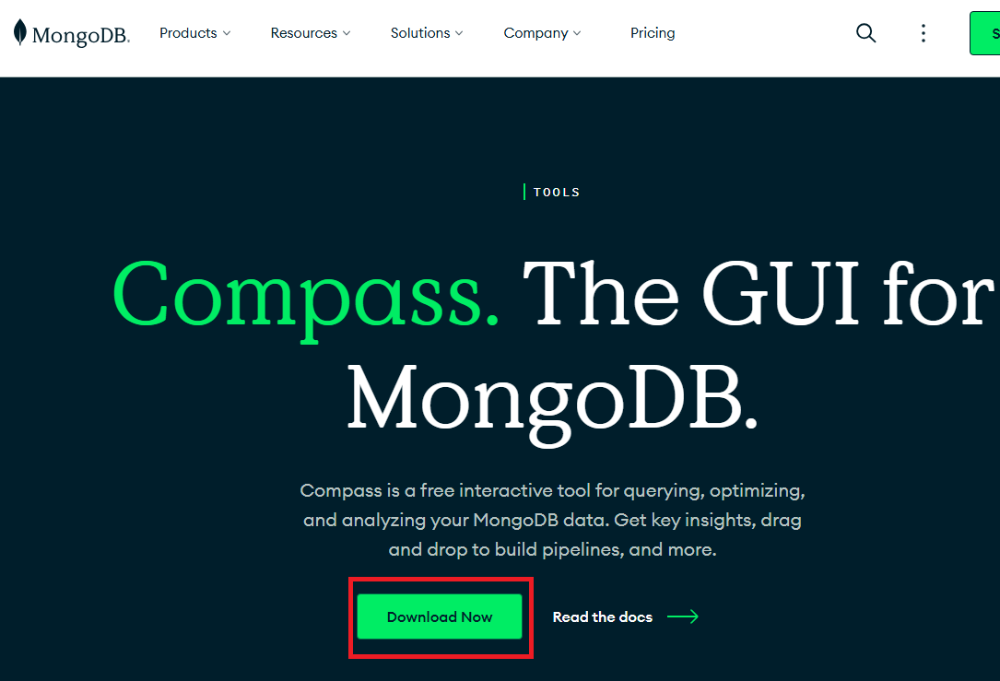 MongoDB.
Products
Resources
Solutions
Company
Pricing
S
TOOLS
Compass. The GUI for
MongoDB.
Compass is a free interactive tool for querying, optimizing,
and analyzing your MongoDB data. Get key insights, drag
and drop to build pipelines, and more.
Download Now
Read the docs